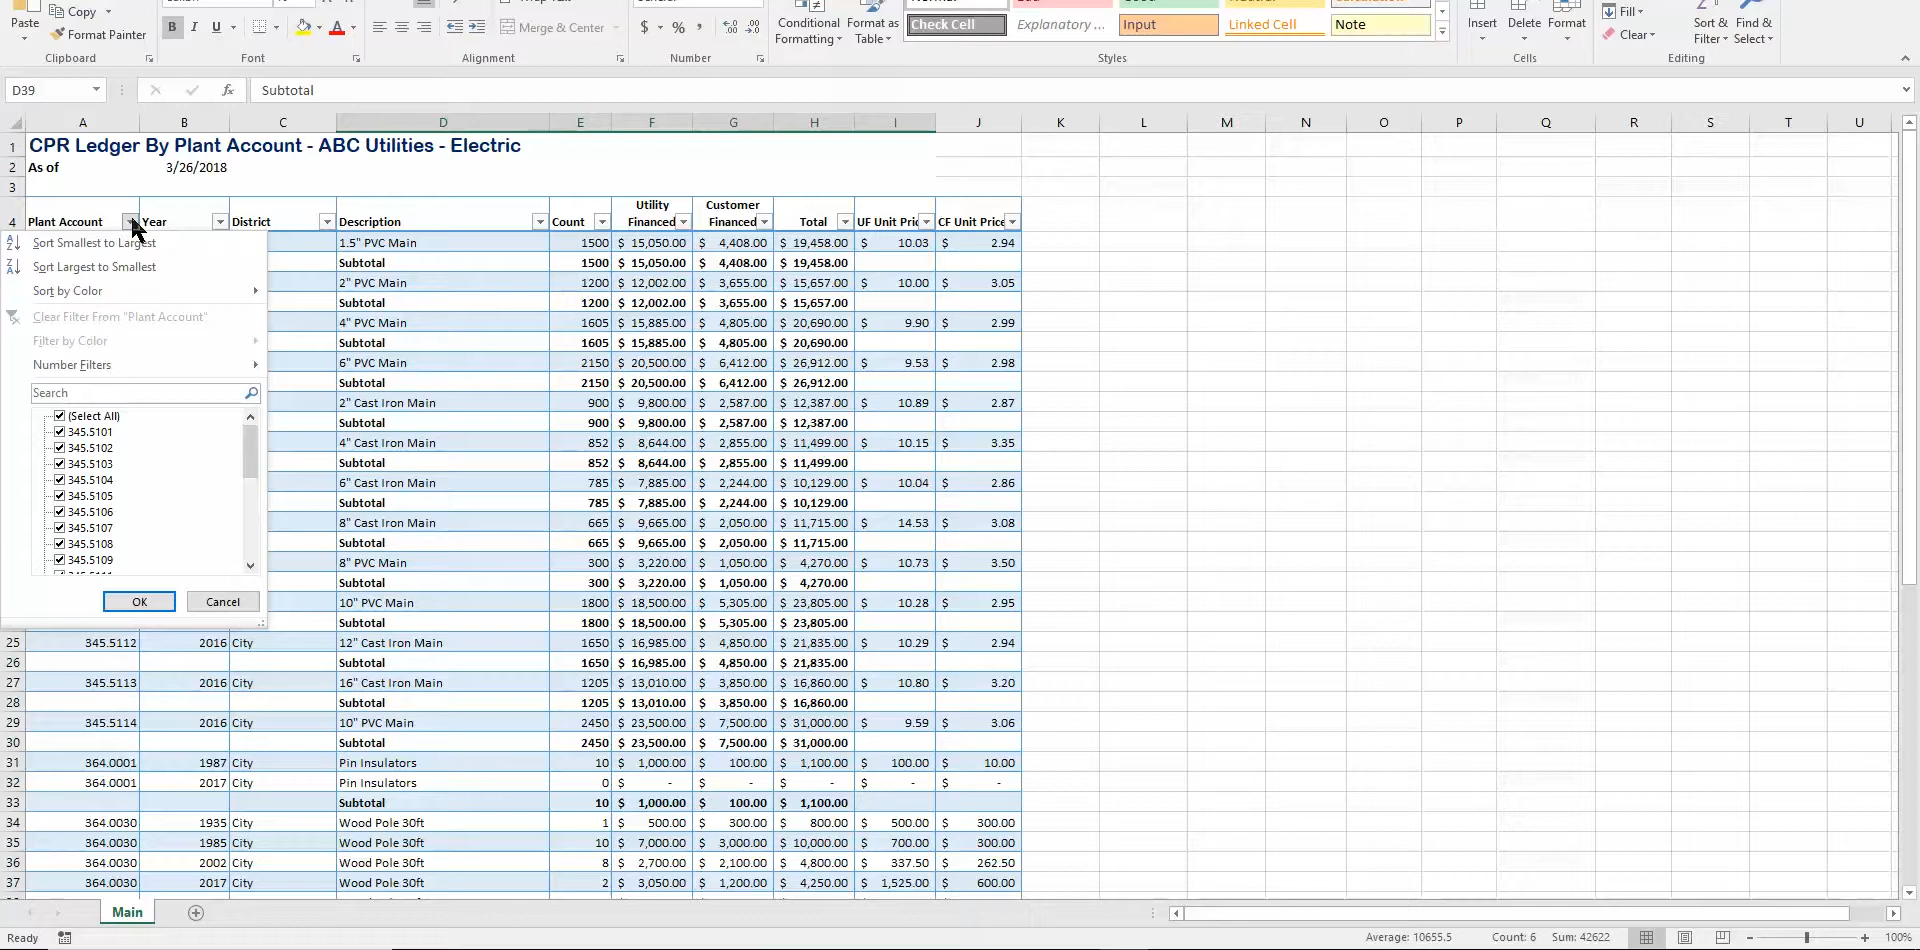 Paste Copy Format Painter
B I U
Merge & Center
$ % ,
Conditional Formatting Format as Table
Check Cell Explanatory ... Input Linked Cell Note
Insert Delete Format
Fill
Clear
Sort & Filter Find & Select
Clipboard Font Alignment Number Styles Cells Editing
D39 fx Subtotal
A B C D E F G H I J K L M N O P Q R S T U
1 CPR Ledger By Plant Account - ABC Utilities - Electric
2 As of 3/26/2018
3
Utility Customer
4 Plant Account Year District Description Count Financed Financed Total UF Unit Pric CF Unit Price
Sort Smallest to Largest
Sort Largest to Smallest
Sort by Color
Clear Filter From "Plant Account"
Filter by Color
Number Filters
Search
(Select All)
345.5101
345.5102
345.5103
345.5104
345.5105
345.5106
345.5107
345.5108
345.5109
OK Cancel
1.5" PVC Main 1500 $ 15,050.00 $ 4,408.00 $ 19,458.00 $ 10.03 $ 2.94
Subtotal 1500 $ 15,050.00 $ 4,408.00 $ 19,458.00
2" PVC Main 1200 $ 12,002.00 $ 3,655.00 $ 15,657.00 $ 10.00 $ 3.05
Subtotal 1200 $ 12,002.00 $ 3,655.00 $ 15,657.00
4" PVC Main 1605 $ 15,885.00 $ 4,805.00 $ 20,690.00 $ 9.90 $ 2.99
Subtotal 1605 $ 15,885.00 $ 4,805.00 $ 20,690.00
6" PVC Main 2150 $ 20,500.00 $ 6,412.00 $ 26,912.00 $ 9.53 $ 2.98
Subtotal 2150 $ 20,500.00 $ 6,412.00 $ 26,912.00
2" Cast Iron Main 900 $ 9,800.00 $ 2,587.00 $ 12,387.00 $ 10.89 $ 2.87
Subtotal 900 $ 9,800.00 $ 2,587.00 $ 12,387.00
4" Cast Iron Main 852 $ 8,644.00 $ 2,855.00 $ 11,499.00 $ 10.15 $ 3.35
Subtotal 852 $ 8,644.00 $ 2,855.00 $ 11,499.00
6" Cast Iron Main 785 $ 7,885.00 $ 2,244.00 $ 10,129.00 $ 10.04 $ 2.86
Subtotal 785 $ 7,885.00 $ 2,244.00 $ 10,129.00
8" Cast Iron Main 665 $ 9,665.00 $ 2,050.00 $ 11,715.00 $ 14.53 $ 3.08
Subtotal 665 $ 9,665.00 $ 2,050.00 $ 11,715.00
8" PVC Main 300 $ 3,220.00 $ 1,050.00 $ 4,270.00 $ 10.73 $ 3.50
Subtotal 300 $ 3,220.00 $ 1,050.00 $ 4,270.00
10" PVC Main 1800 $ 18,500.00 $ 5,305.00 $ 23,805.00 $ 10.28 $ 2.95
Subtotal 1800 $ 18,500.00 $ 5,305.00 $ 23,805.00
25 345.5112 2016 City 12" Cast Iron Main 1650 $ 16,985.00 $ 4,850.00 $ 21,835.00 $ 10.29 $ 2.94
26 Subtotal 1650 $ 16,985.00 $ 4,850.00 $ 21,835.00
27 345.5113 2016 City 16" Cast Iron Main 1205 $ 13,010.00 $ 3,850.00 $ 16,860.00 $ 10.80 $ 3.20
28 Subtotal 1205 $ 13,010.00 $ 3,850.00 $ 16,860.00
29 345.5114 2016 City 10" PVC Main 2450 $ 23,500.00 $ 7,500.00 $ 31,000.00 $ 9.59 $ 3.06
30 Subtotal 2450 $ 23,500.00 $ 7,500.00 $ 31,000.00
31 364.0001 1987 City Pin Insulators 10 $ 1,000.00 $ 100.00 $ 1,100.00 $ 100.00 $ 10.00
32 364.0001 2017 City Pin Insulators 0 $ - $ - $ - $ - $ -
33 Subtotal 10 $ 1,000.00 $ 100.00 $ 1,100.00
34 364.0030 1935 City Wood Pole 30ft 1 $ 500.00 $ 300.00 $ 800.00 $ 500.00 $ 300.00
35 364.0030 1985 City Wood Pole 30ft 10 $ 7,000.00 $ 3,000.00 $ 10,000.00 $ 700.00 $ 300.00
36 364.0030 2002 City Wood Pole 30ft 8 $ 2,700.00 $ 2,100.00 $ 4,800.00 $ 337.50 $ 262.50
37 364.0030 2017 City Wood Pole 30ft 2 $ 3,050.00 $ 1,200.00 $ 4,250.00 $ 1,525.00 $ 600.00
Main
Ready Average: 10655.5 Count: 6 Sum: 42622 100%